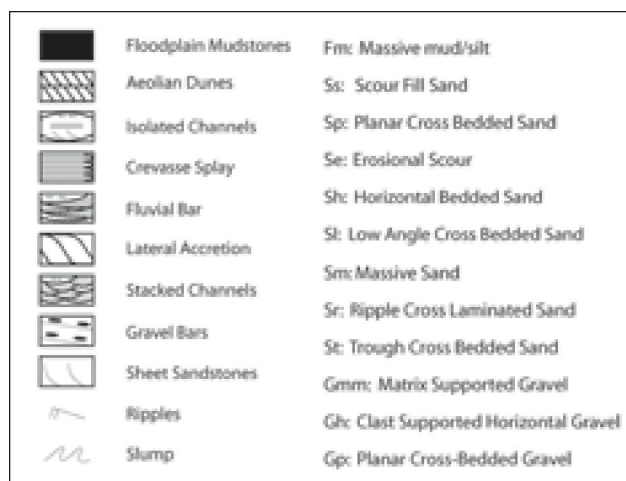 Floodplain Mudstones
Aeolian Dunes
Isolated Channels
Crevasse Splay
Fluvial Bar
Lateral Accretion
Stacked Channels
Gravel Bars
Sheet Sandstones
Ripples
Slump
Fm: Massive mud/silt
Ss: Scour Fill Sand
Sp: Planar Cross Bedded Sand
Se: Erosional Scour
Sh: Horizontal Bedded Sand
Sl: Low Angle Cross Bedded Sand
Sm: Massive Sand
Sr: Ripple Cross Laminated Sand
St: Trough Cross Bedded Sand
Gmm: Matrix Supported Gravel
Gh: Clast Supported Horizontal Gravel
Gp: Planar Cross-Bedded Gravel